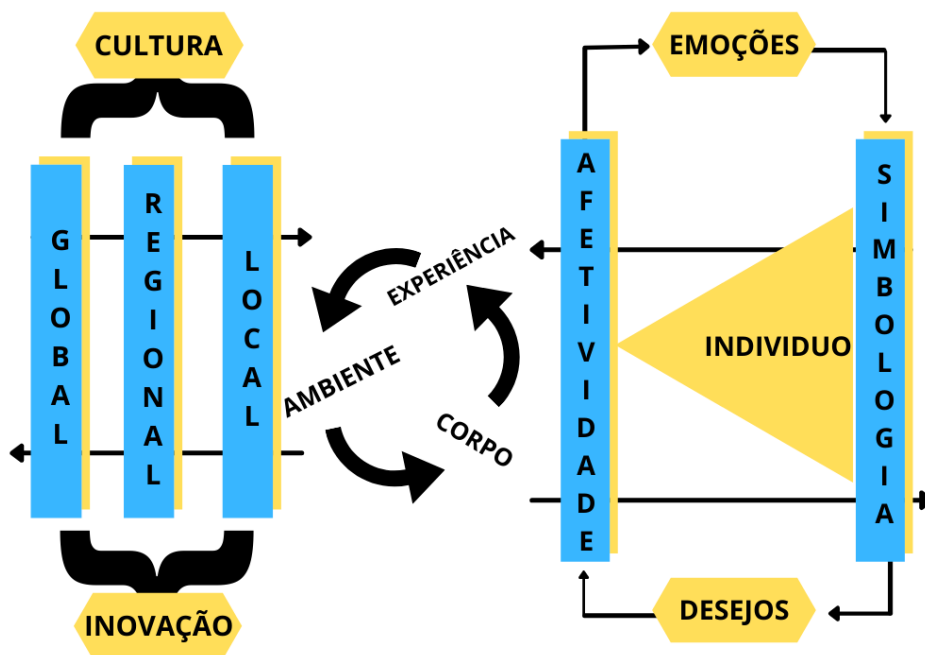 CULTURA
EMOÇÕES
GLOBAL
REGIONAL
LOCAL
EXPERIÊNCIA
AMBIENTE
CORPO
AFETIVIDADE
INDIVIDUO
SIMBOLOGIA
INOVAÇÃO
DESEJOS